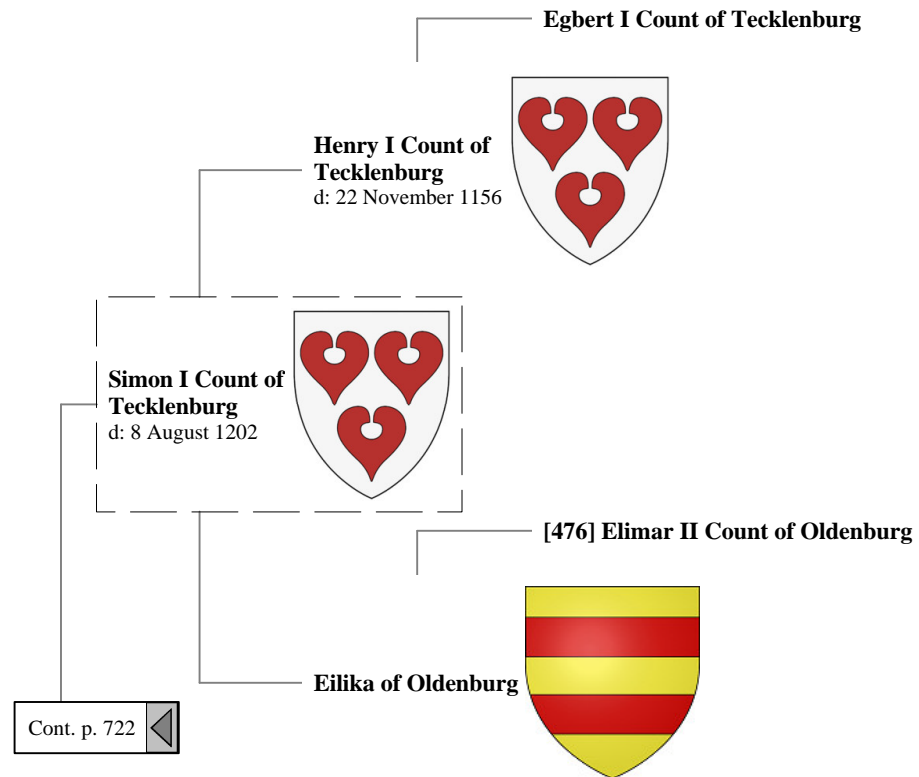 Egbert I Count of Tecklenburg
Henry I Count of
Tecklenburg
d: 22 November 1156
Simon I Count of
Tecklenburg
d: 8 August 1202
[476] Elimar II Count of Oldenburg
Eilika of Oldenburg
Cont. p. 722